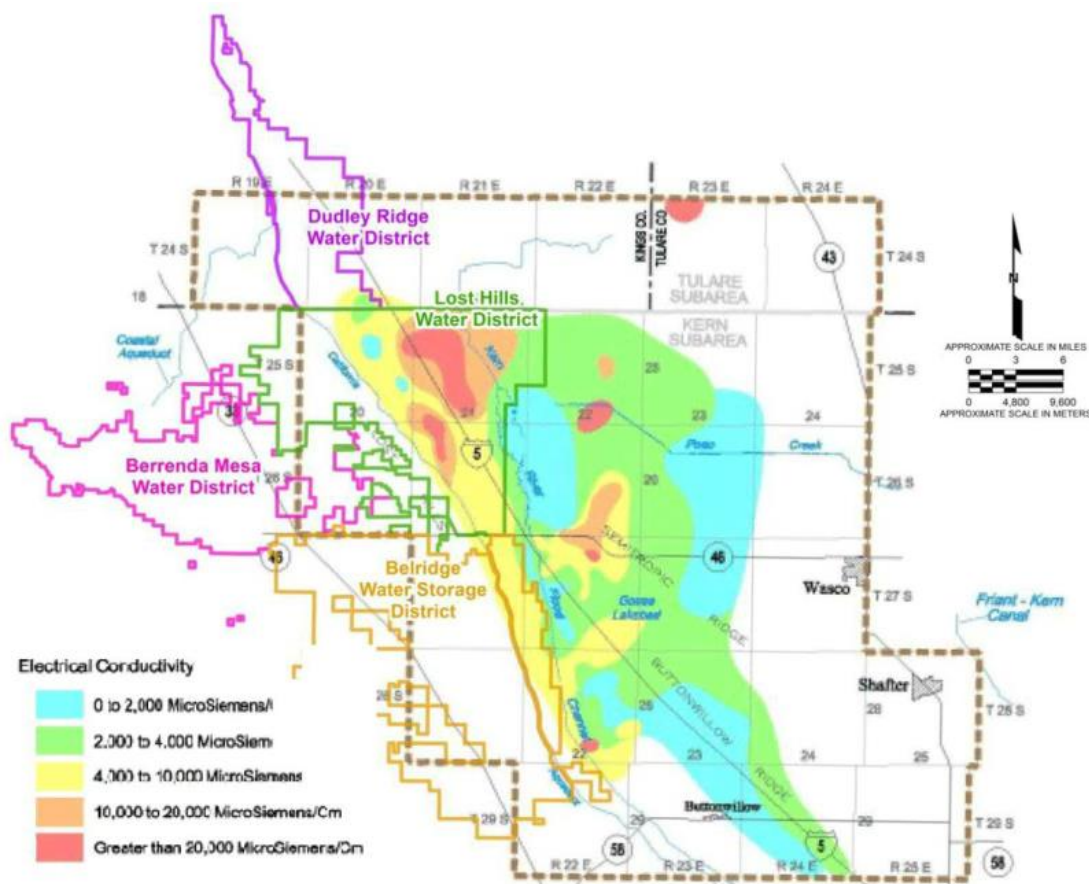 R 19 E
R 20 E
R 21 E
R 22 E
R 23 E
R 24 E
Dudley Ridge
Water District
KINGS CO.
TULARE CO
43
T 24 S
T 24 S
TULARE
SUBAREA
KERN
SUBAREA
18
Lost Hills
Water District
N
APPROXIMATE SCALE IN MILES
0 3 6
0 4,800 9,600
APPROXIMATE SCALE IN METERS
Coastal
Aqueduct
California
Kern
25 S
T 25 S
20
21
22
23
24
5
Poso Creek
River
Berrenda Mesa
Water District
T 26 S
T 26 S
SEMITROPIC
RIDGE
46
46
Belridge
Water Storage
District
Wasco
T 27 S
Flood
Goose
Lakebed
Channel
Friant - Kern
Canal
BUTTONWILLOW
RIDGE
Shafter
T 28 S
28
22
23
24
25
Electrical Conductivity
0 to 2,000 MicroSiemens/
2,000 to 4,000 MicroSiem
4,000 to 10,000 MicroSiemens
10,000 to 20,000 MicroSiemens/Cm
Greater than 20,000 MicroSiemens/Cm
T 29 S
Buttonwillow
29
29
T 29 S
58
5
58
R 22 E
R 23 E
R 24 E
R 25 E